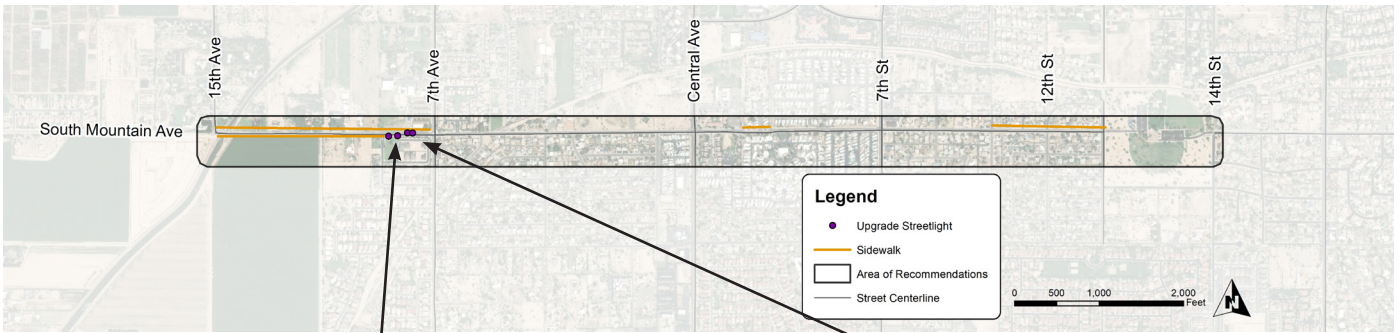 15th Ave
7th Ave
Central Ave
7th St
12th St
14th St
South Mountain Ave
Legend
Upgrade Streetlight
Sidewalk
Area of Recommendations
Street Centerline
0 500 1,000 2,000
Feet
N